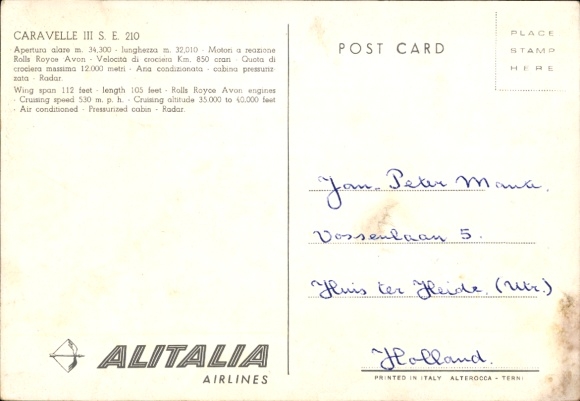 CARAVELLE III S. E. 210
Apertura alare m. 34,300 - lunghezza m. 32,010 - Motori a reazione
Rolls Royce Avon - Velocità di crociera Km. 850 orari - Quota di
crociera massima 12.000 metri - Aria condizionata - cabina pressuriz-
zata - Radar.
Wing span 112 feet - length 105 feet - Rolls Royce Avon engines
- Cruising speed 530 m. p. h. - Cruising altitude 35.000 to 40.000 feet
- Air conditioned - Pressurized cabin - Radar.
ALITALIA
AIRLINES
POST CARD
PLACE
STAMP
HERE
Jan-Peter
Vossenlaan 5.
Huis ter Heide. (Utr.)
Holland.
PRINTED IN ITALY ALTEROCCA - TERNI